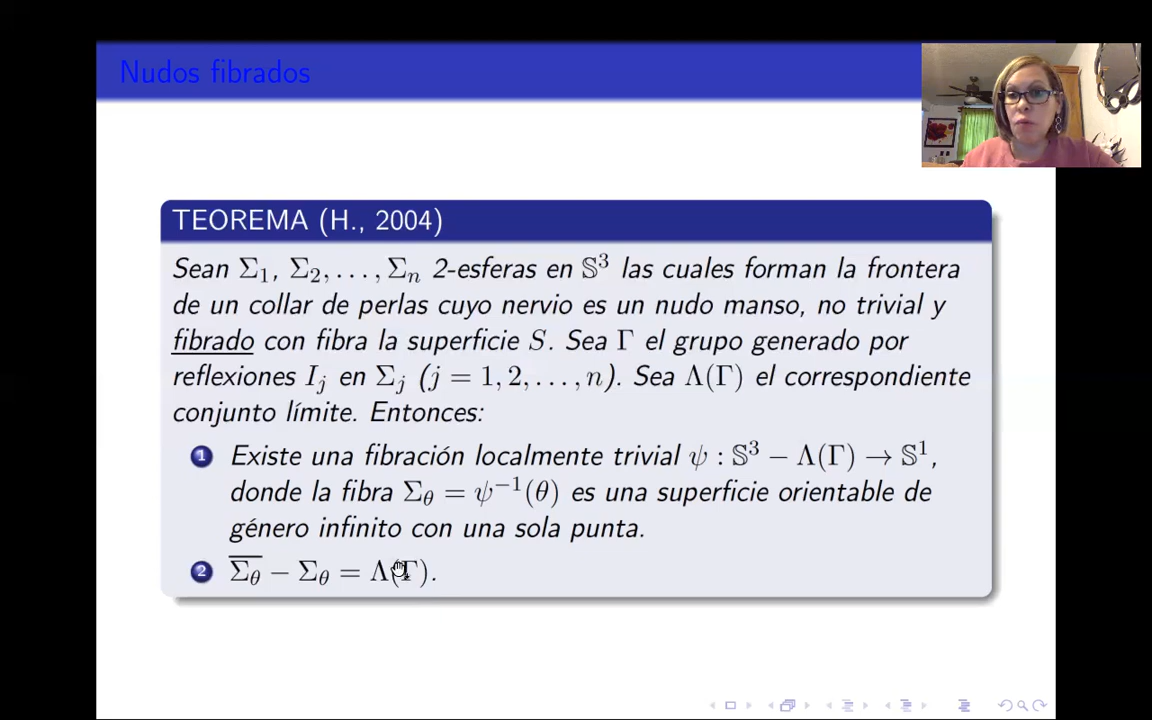 Nudos fibrados
TEOREMA (H., 2004)
Sean Σ₁, Σ₂, . . . , Σₙ 2-esferas en 𝕊³ las cuales forman la frontera
de un collar de perlas cuyo nervio es un nudo manso, no trivial y
fibrado con fibra la superficie S. Sea Γ el grupo generado por
reflexiones Iⱼ en Σⱼ (j = 1, 2, . . . , n). Sea Λ(Γ) el correspondiente
conjunto límite. Entonces:
1 Existe una fibración localmente trivial ψ : 𝕊³ − Λ(Γ) → 𝕊¹,
donde la fibra Σ_θ = ψ⁻¹(θ) es una superficie orientable de
género infinito con una sola punta.
2 \overline{Σ_θ} − Σ_θ = Λ(Γ).